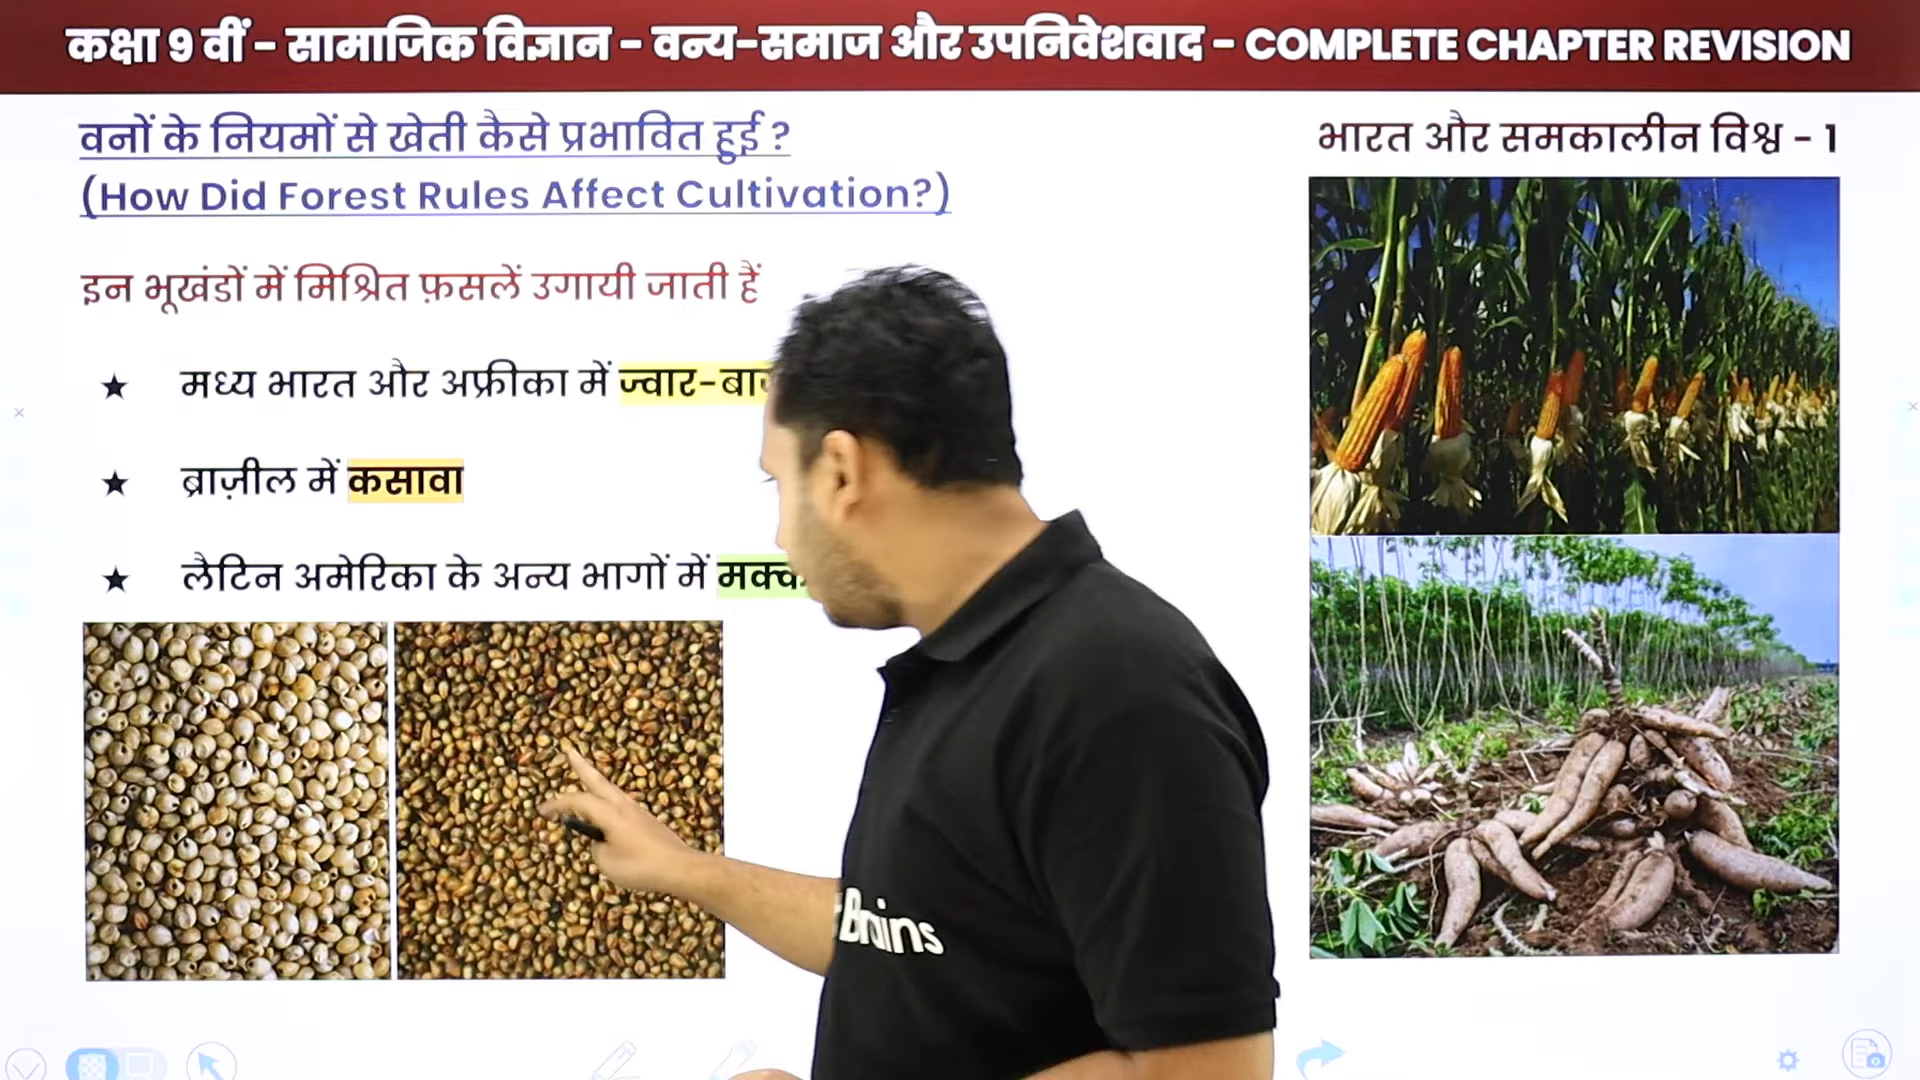 कक्षा 9 वीं - सामाजिक विज्ञान - वन्य-समाज और उपनिवेशवाद - COMPLETE CHAPTER REVISION
वनों के नियमों से खेती कैसे प्रभावित हुई ?
(How Did Forest Rules Affect Cultivation?)
भारत और समकालीन विश्व - 1
इन भूखंडों में मिश्रित फ़सलें उगायी जाती हैं
★ मध्य भारत और अफ्रीका में
★ ब्राज़ील में कसावा
★ लैटिन अमेरिका के अन्य भागों में
Brains